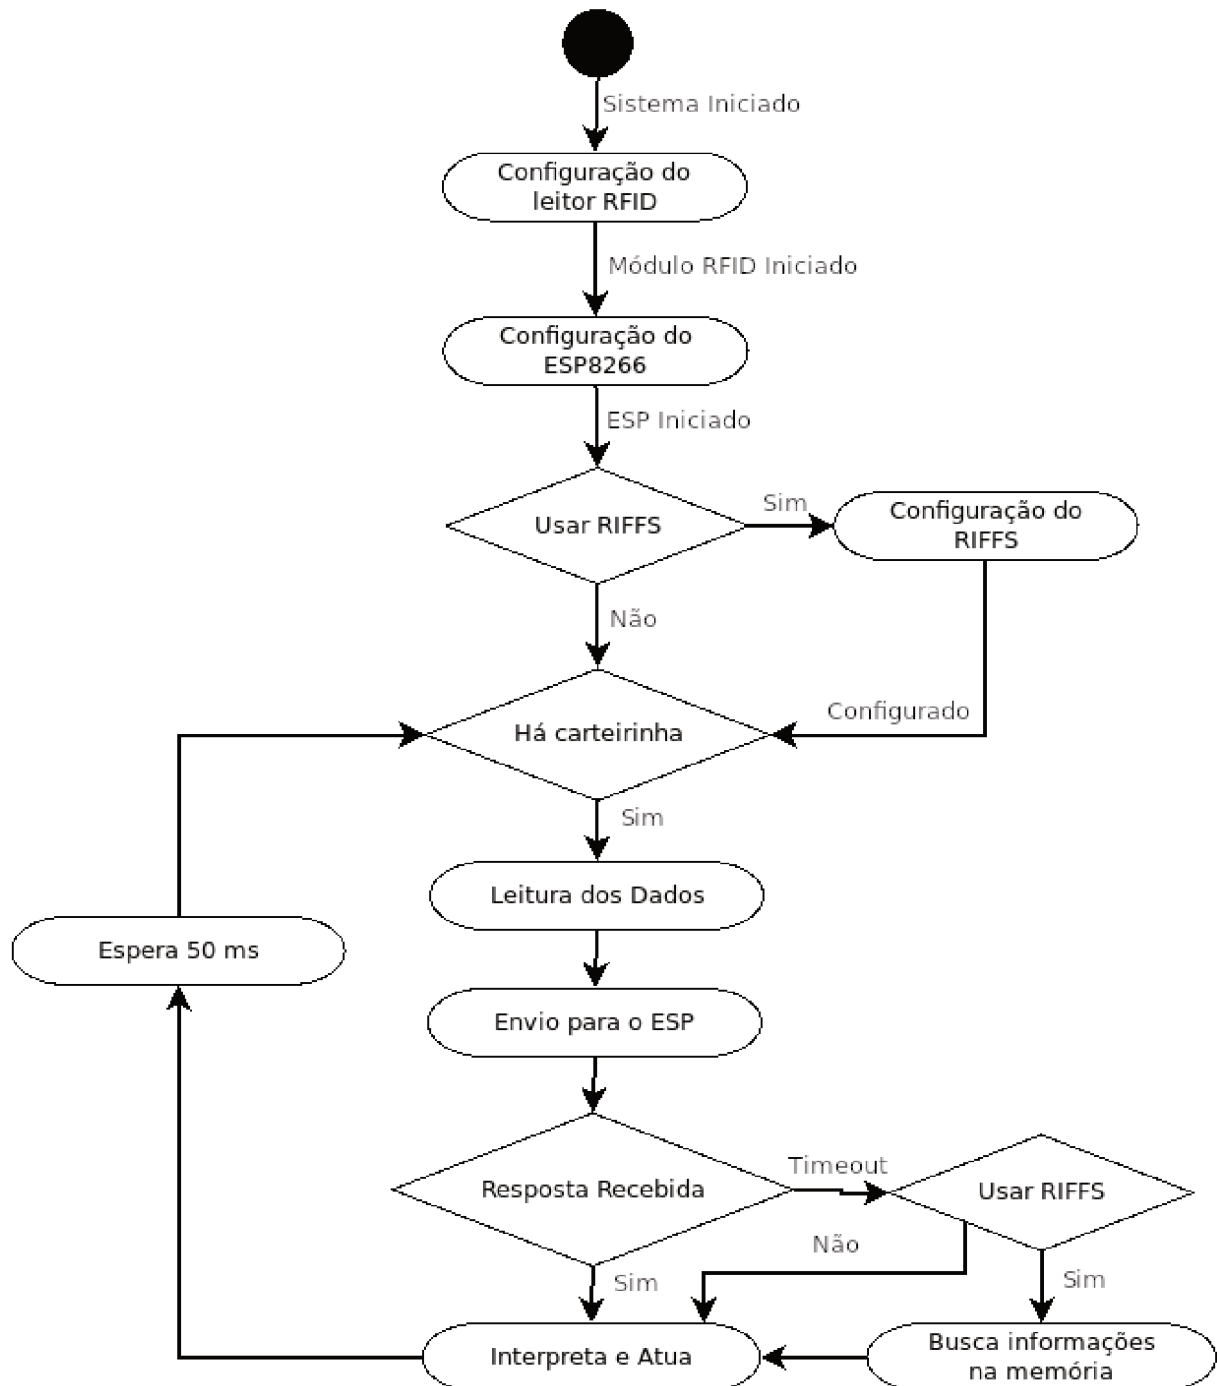 Sistema Iniciado
Configuração do
leitor RFID
Módulo RFID Iniciado
Configuração do
ESP8266
ESP Iniciado
Usar RIFFS
Sim
Configuração do
RIFFS
Não
Há carteirinha
Configurado
Sim
Leitura dos Dados
Espera 50 ms
Envio para o ESP
Resposta Recebida
Timeout
Usar RIFFS
Não
Sim
Sim
Interpreta e Atua
Busca informações
na memória